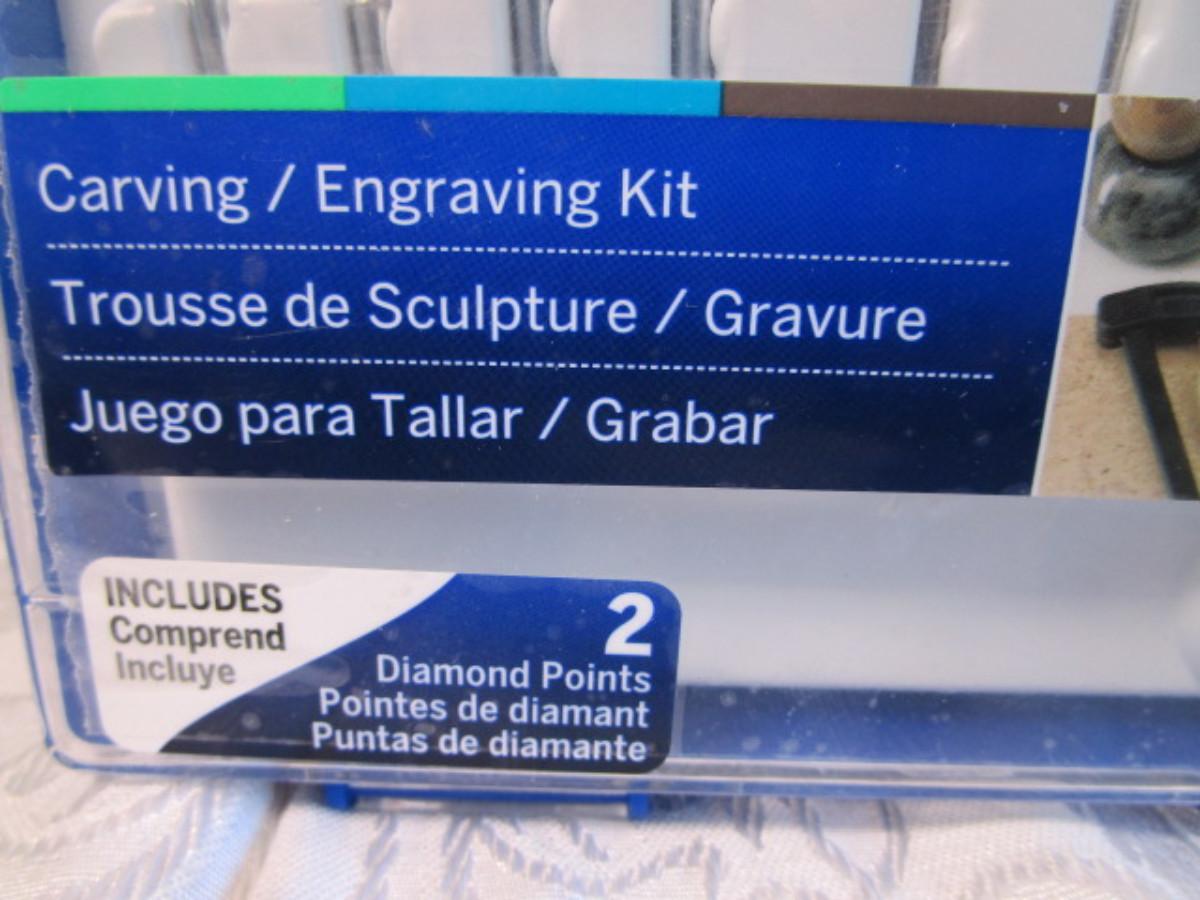 Carving / Engraving Kit
Trousse de Sculpture / Gravure
Juego para Tallar / Grabar
INCLUDES
Comprend
Incluye
2
Diamond Points
Pointes de diamant
Puntas de diamante